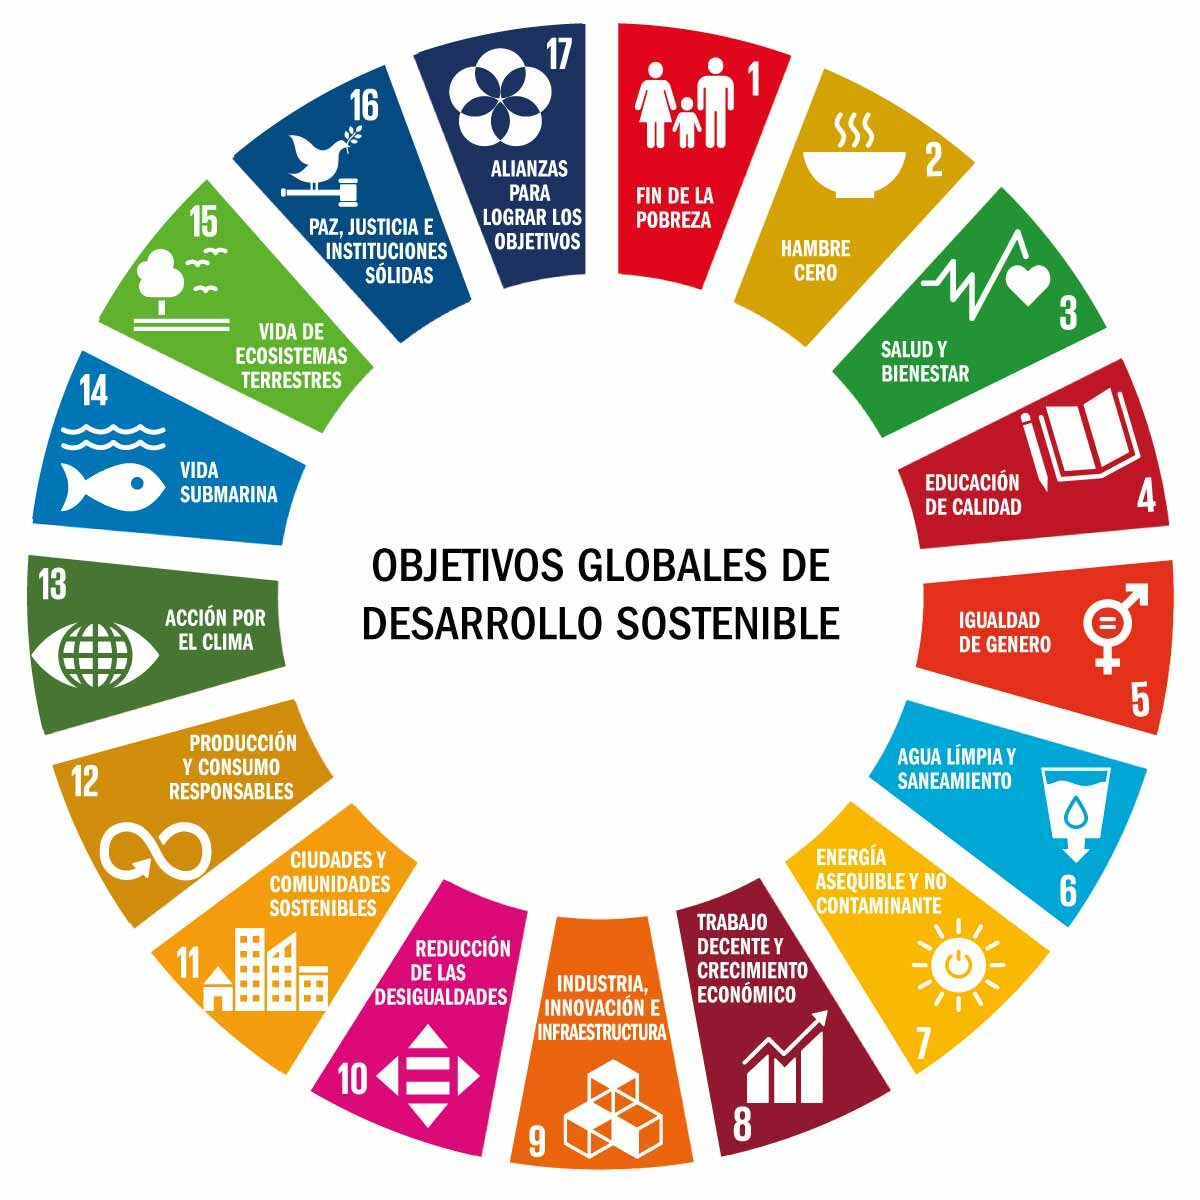 OBJETIVOS GLOBALES DE
DESARROLLO SOSTENIBLE
1
FIN DE LA
POBREZA
2
HAMBRE
CERO
3
SALUD Y
BIENESTAR
4
EDUCACIÓN
DE CALIDAD
5
IGUALDAD
DE GENERO
6
AGUA LÍMPIA Y
SANEAMIENTO
7
ENERGÍA
ASEQUIBLE Y NO
CONTAMINANTE
8
TRABAJO
DECENTE Y
CRECIMIENTO
ECONÓMICO
9
INDUSTRIA,
INNOVACIÓN E
INFRAESTRUCTURA
10
REDUCCIÓN
DE LAS
DESIGUALDADES
11
CIUDADES Y
COMUNIDADES
SOSTENIBLES
12
PRODUCCIÓN
Y CONSUMO
RESPONSABLES
13
ACCIÓN POR
EL CLIMA
14
VIDA
SUBMARINA
15
VIDA DE
ECOSISTEMAS
TERRESTRES
16
PAZ, JUSTICIA E
INSTITUCIONES
SÓLIDAS
17
ALIANZAS
PARA
LOGRAR LOS
OBJETIVOS